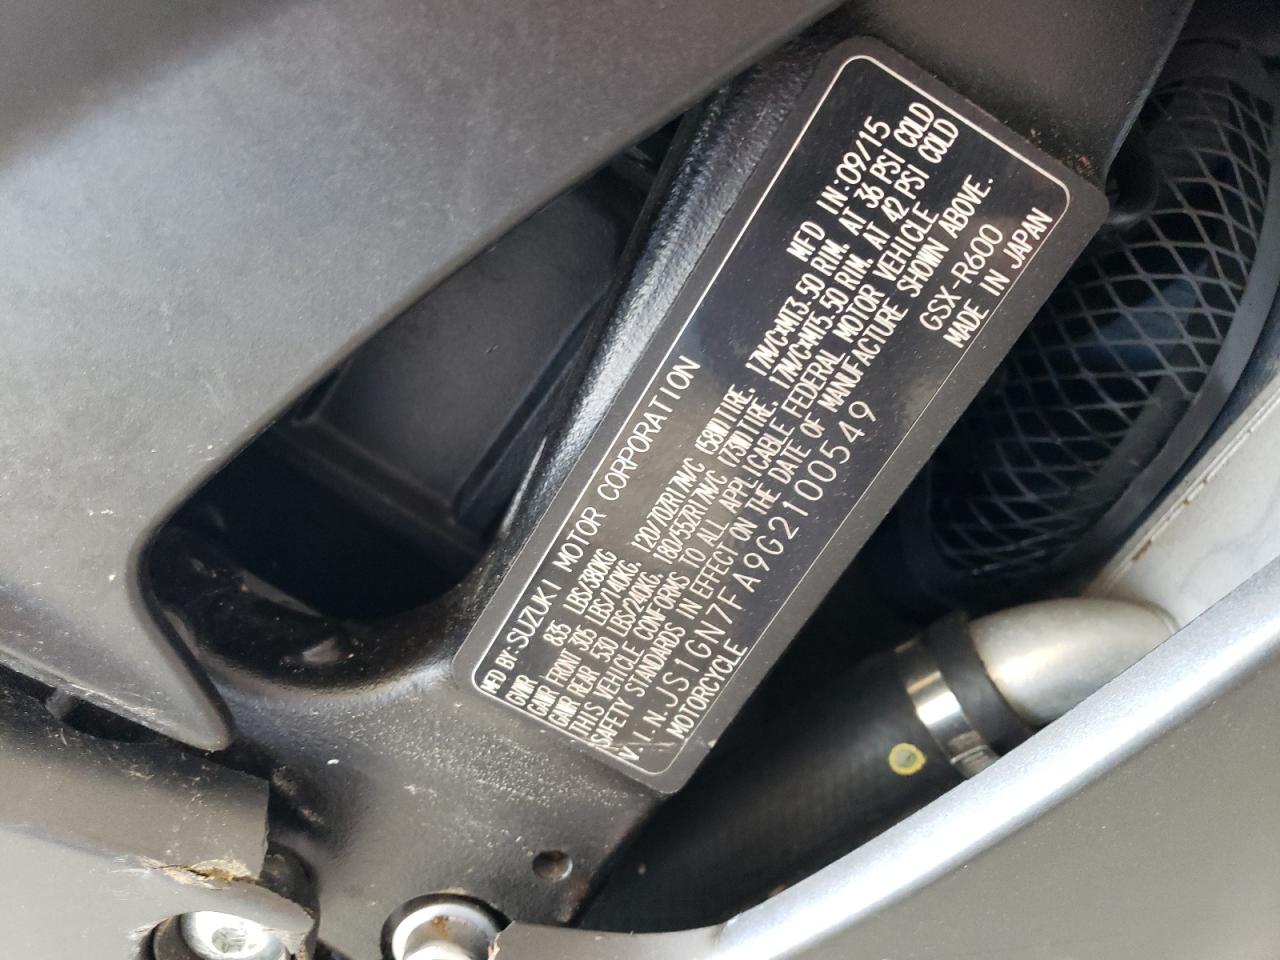 MFD BY:SUZUKI MOTOR CORPORATION MFD IN:09/15
GVWR 835 LBS/380KG
GAWR FRONT 305 LBS/140KG. 120/70ZR17M/C (58W)TIRE. 17M/CxMT3.50 RIM. AT 36 PSI COLD
GAWR REAR 530 LBS/240KG. 180/55ZR17M/C (73W)TIRE. 17M/CxMT5.50 RIM. AT 42 PSI COLD
THIS VEHICLE CONFORMS TO ALL APPLICABLE FEDERAL MOTOR VEHICLE
SAFETY STANDARDS IN EFFECT ON THE DATE OF MANUFACTURE SHOWN ABOVE.
V.I.N JS1GN7FA9G2100549 GSX-R600
MOTORCYCLE MADE IN JAPAN